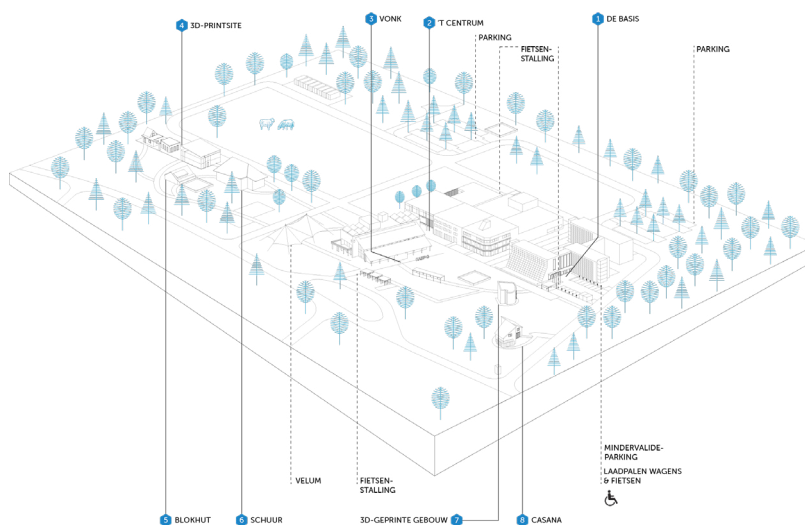 4 3D-PRINTSITE
3 VONK
2 'T CENTRUM
1 DE BASIS
PARKING
FIETSEN-
STALLING
PARKING
MINDERVALIDE-
PARKING
LAADPALEN WAGENS
& FIETSEN
VELUM
FIETSEN-
STALLING
5 BLOKHUT
6 SCHUUR
3D-GEPRINTE GEBOUW 7
8 CASANA